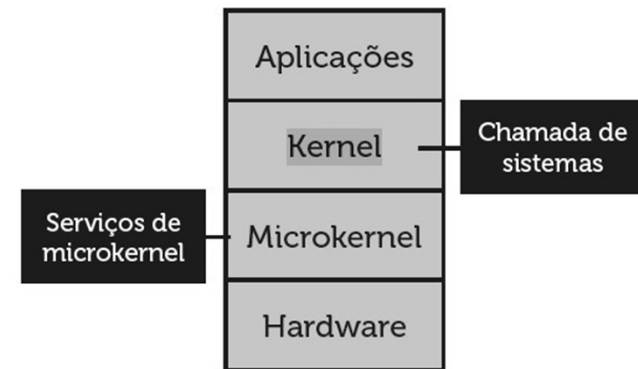 Aplicações
Kernel
Chamada de
sistemas
Serviços de
microkernel
Microkernel
Hardware